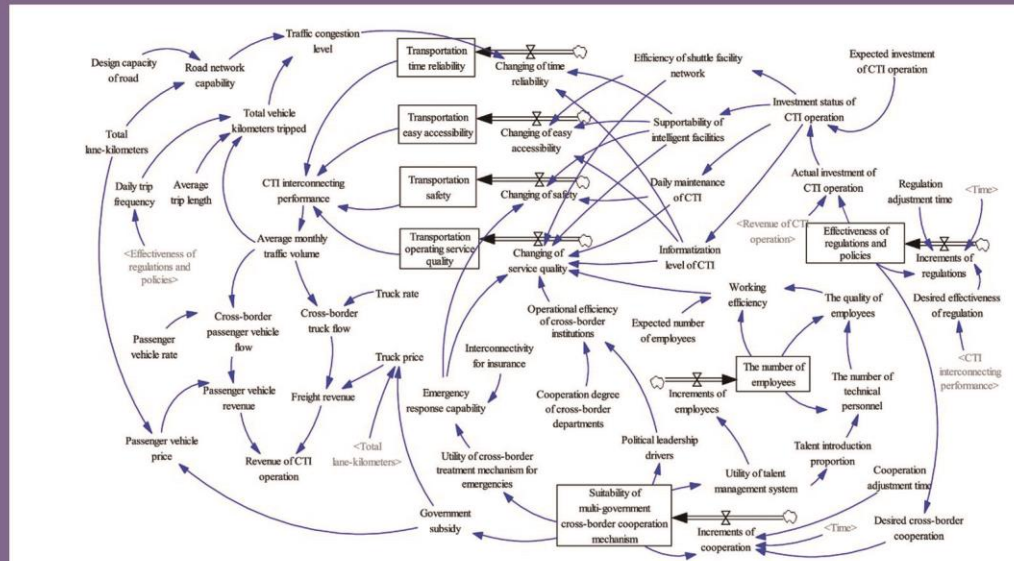 Traffic congestion
level
Design capacity
of road
Road network
capability
Transportation
time reliability
Changing of time
reliability
Efficiency of shuttle facility
network
Expected investment
of CTI operation
Total
lane-kilometers
Total vehicle
kilometers tripped
Transportation
easy accessibility
Changing of easy
accessibility
Supportability of
intelligent facilities
Investment status of
CTI operation
Daily trip
frequency
Average
trip length
CTI interconnecting
performance
Transportation
safety
Changing of safety
Daily maintenance
of CTI
Actual investment of
CTI operation
Regulation
adjustment time
<Time>
<Effectiveness of
regulations and
policies>
Average monthly
traffic volume
Transportation
operating service
quality
Changing of
service quality
Informatization
level of CTI
<Revenue of CTI
operation>
Effectiveness of
regulations and
policies
Increments of
regulations
Passenger
vehicle rate
Cross-border
passenger vehicle
flow
Cross-border
truck flow
Truck rate
Operational efficiency
of cross-border
institutions
Expected number
of employees
Working
efficiency
The quality of
employees
Desired effectiveness
of regulation
Passenger vehicle
revenue
Freight revenue
Truck price
Interconnectivity
for insurance
Emergency
response capability
Cooperation degree
of cross-border
departments
Increments of
employees
The number of
employees
The number of
technical
personnel
<CTI
interconnecting
performance>
Passenger vehicle
price
Revenue of CTI
operation
<Total
lane-kilometers>
Utility of cross-border
treatment mechanism for
emergencies
Political leadership
drivers
Utility of talent
management system
Talent introduction
proportion
Cooperation
adjustment time
Government
subsidy
Suitability of
multi-government
cross-border cooperation
mechanism
Increments of
cooperation
<Time>
Desired cross-border
cooperation